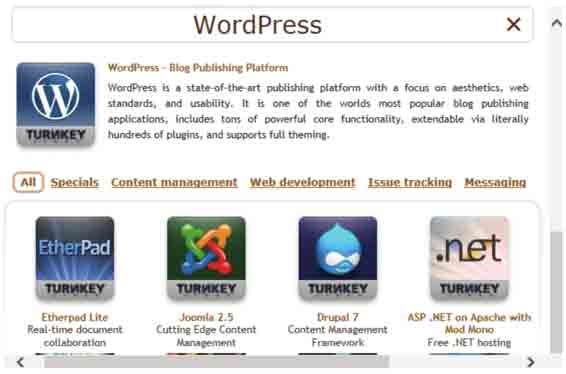 WordPress ×
WordPress - Blog Publishing Platform
WordPress is a state-of-the-art publishing platform with a focus on aesthetics, web
standards, and usability. It is one of the worlds most popular blog publishing
applications, includes tons of powerful core functionality, extendable via literally
hundreds of plugins, and supports full theming.
W
TURNKEY
All Specials Content management Web development Issue tracking Messaging
EtherPad .net
TURNKEY TURNKEY TURNKEY TURNKEY
Etherpad Lite Joomla 2.5 Drupal 7 ASP .NET on Apache with
Real-time document Cutting Edge Content Content Management Mod Mono
collaboration Management Framework Free .NET hosting